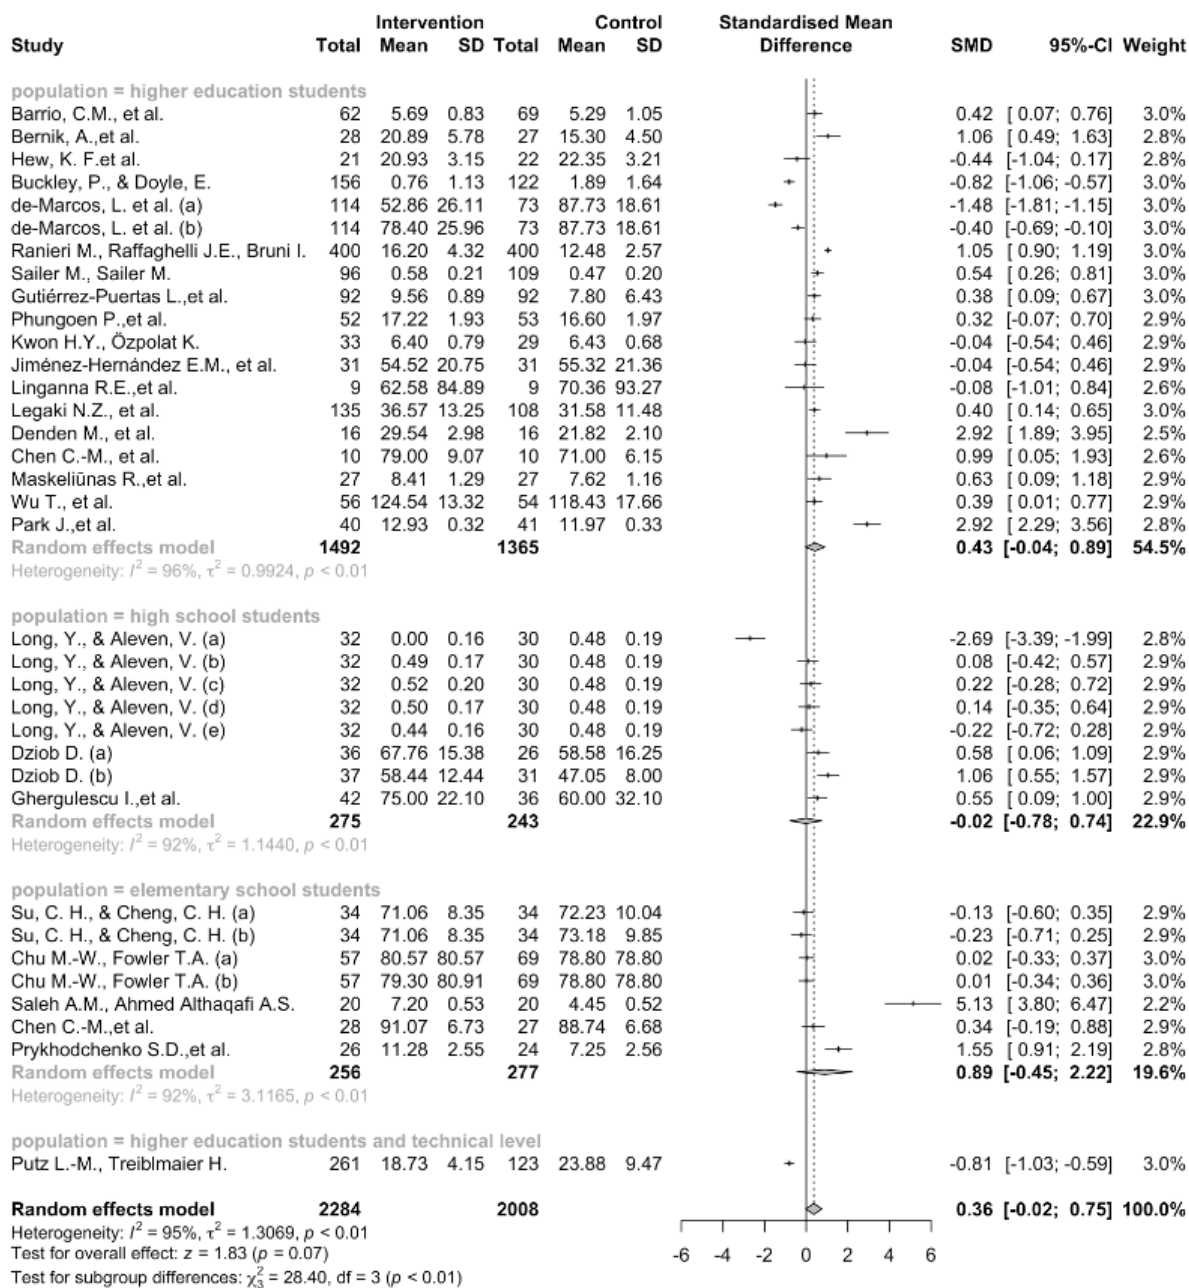 Intervention Control Standardised Mean
Study Total Mean SD Total Mean SD Difference SMD 95%-CI Weight
population = higher education students
Barrio, C.M., et al. 62 5.69 0.83 69 5.29 1.05 0.42 [ 0.07; 0.76] 3.0%
Bernik, A.,et al. 28 20.89 5.78 27 15.30 4.50 1.06 [ 0.49; 1.63] 2.8%
Hew, K. F.et al. 21 20.93 3.15 22 22.35 3.21 -0.44 [-1.04; 0.17] 2.8%
Buckley, P., & Doyle, E. 156 0.76 1.13 122 1.89 1.64 -0.82 [-1.06; -0.57] 3.0%
de-Marcos, L. et al. (a) 114 52.86 26.11 73 87.73 18.61 -1.48 [-1.81; -1.15] 3.0%
de-Marcos, L. et al. (b) 114 78.40 25.96 73 87.73 18.61 -0.40 [-0.69; -0.10] 3.0%
Ranieri M., Raffaghelli J.E., Bruni I. 400 16.20 4.32 400 12.48 2.57 1.05 [ 0.90; 1.19] 3.0%
Sailer M., Sailer M. 96 0.58 0.21 109 0.47 0.20 0.54 [ 0.26; 0.81] 3.0%
Gutiérrez-Puertas L.,et al. 92 9.56 0.89 92 7.80 6.43 0.38 [ 0.09; 0.67] 3.0%
Phungoen P.,et al. 52 17.22 1.93 53 16.60 1.97 0.32 [-0.07; 0.70] 2.9%
Kwon H.Y., Özpolat K. 33 6.40 0.79 29 6.43 0.68 -0.04 [-0.54; 0.46] 2.9%
Jiménez-Hernández E.M., et al. 31 54.52 20.75 31 55.32 21.36 -0.04 [-0.54; 0.46] 2.9%
Linganna R.E.,et al. 9 62.58 84.89 9 70.36 93.27 -0.08 [-1.01; 0.84] 2.6%
Legaki N.Z., et al. 135 36.57 13.25 108 31.58 11.48 0.40 [ 0.14; 0.65] 3.0%
Denden M., et al. 16 29.54 2.98 16 21.82 2.10 2.92 [ 1.89; 3.95] 2.5%
Chen C.-M., et al. 10 79.00 9.07 10 71.00 6.15 0.99 [ 0.05; 1.93] 2.6%
Maskeliūnas R.,et al. 27 8.41 1.29 27 7.62 1.16 0.63 [ 0.09; 1.18] 2.9%
Wu T., et al. 56 124.54 13.32 54 118.43 17.66 0.39 [ 0.01; 0.77] 2.9%
Park J.,et al. 40 12.93 0.32 41 11.97 0.33 2.92 [ 2.29; 3.56] 2.8%
Random effects model 1492 1365 0.43 [-0.04; 0.89] 54.5%
Heterogeneity: I² = 96%, τ² = 0.9924, p < 0.01
population = high school students
Long, Y., & Aleven, V. (a) 32 0.00 0.16 30 0.48 0.19 -2.69 [-3.39; -1.99] 2.8%
Long, Y., & Aleven, V. (b) 32 0.49 0.17 30 0.48 0.19 0.08 [-0.42; 0.57] 2.9%
Long, Y., & Aleven, V. (c) 32 0.52 0.20 30 0.48 0.19 0.22 [-0.28; 0.72] 2.9%
Long, Y., & Aleven, V. (d) 32 0.50 0.17 30 0.48 0.19 0.14 [-0.35; 0.64] 2.9%
Long, Y., & Aleven, V. (e) 32 0.44 0.16 30 0.48 0.19 -0.22 [-0.72; 0.28] 2.9%
Dziob D. (a) 36 67.76 15.38 26 58.58 16.25 0.58 [ 0.06; 1.09] 2.9%
Dziob D. (b) 37 58.44 12.44 31 47.05 8.00 1.06 [ 0.55; 1.57] 2.9%
Ghergulescu I.,et al. 42 75.00 22.10 36 60.00 32.10 0.55 [ 0.09; 1.00] 2.9%
Random effects model 275 243 -0.02 [-0.78; 0.74] 22.9%
Heterogeneity: I² = 92%, τ² = 1.1440, p < 0.01
population = elementary school students
Su, C. H., & Cheng, C. H. (a) 34 71.06 8.35 34 72.23 10.04 -0.13 [-0.60; 0.35] 2.9%
Su, C. H., & Cheng, C. H. (b) 34 71.06 8.35 34 73.18 9.85 -0.23 [-0.71; 0.25] 2.9%
Chu M.-W., Fowler T.A. (a) 57 80.57 80.57 69 78.80 78.80 0.02 [-0.33; 0.37] 2.9%
Chu M.-W., Fowler T.A. (b) 57 79.30 80.91 69 78.80 78.80 0.01 [-0.34; 0.36] 2.9%
Saleh A.M., Ahmed Althaqafi A.S. 20 7.20 0.53 20 4.45 0.52 5.13 [ 3.80; 6.47] 2.2%
Chen C.-M.,et al. 28 91.07 6.73 27 88.74 6.68 0.34 [-0.19; 0.88] 2.9%
Prykhodchenko S.D.,et al. 26 11.28 2.55 24 7.25 2.56 1.55 [ 0.91; 2.19] 2.8%
Random effects model 256 277 0.89 [-0.45; 2.22] 19.6%
Heterogeneity: I² = 92%, τ² = 3.1165, p < 0.01
population = higher education students and technical level
Putz L.-M., Treiblmaier H. 261 18.73 4.15 123 23.88 9.47 -0.81 [-1.03; -0.59] 3.0%
Random effects model 2284 2008 0.36 [-0.02; 0.75] 100.0%
Heterogeneity: I² = 95%, τ² = 1.3069, p < 0.01
Test for overall effect: z = 1.83 (p = 0.07)
-6 -4 -2 0 2 4 6
Test for subgroup differences: χ²₃ = 28.40, df = 3 (p < 0.01)